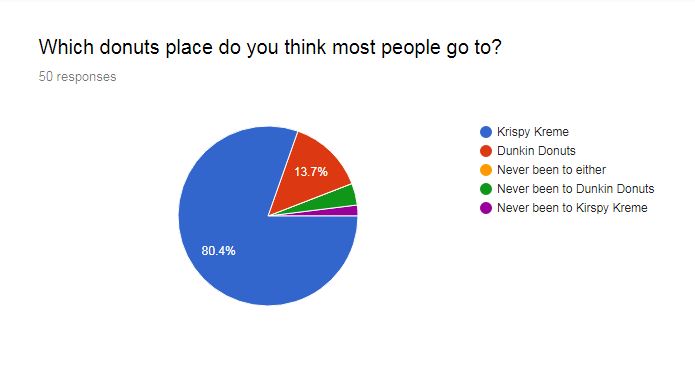 Which donuts place do you think most people go to?
50 responses
Krispy Kreme
Dunkin Donuts
Never been to either
Never been to Dunkin Donuts
Never been to Kirspy Kreme
13.7%
80.4%